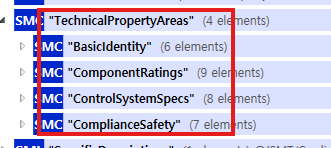 SMC "TechnicalPropertyAreas" (4 elements)
SMC "BasicIdentity" (6 elements)
SMC "ComponentRatings" (9 elements)
SMC "ControlSystemSpecs" (8 elements)
SMC "ComplianceSafety" (7 elements)